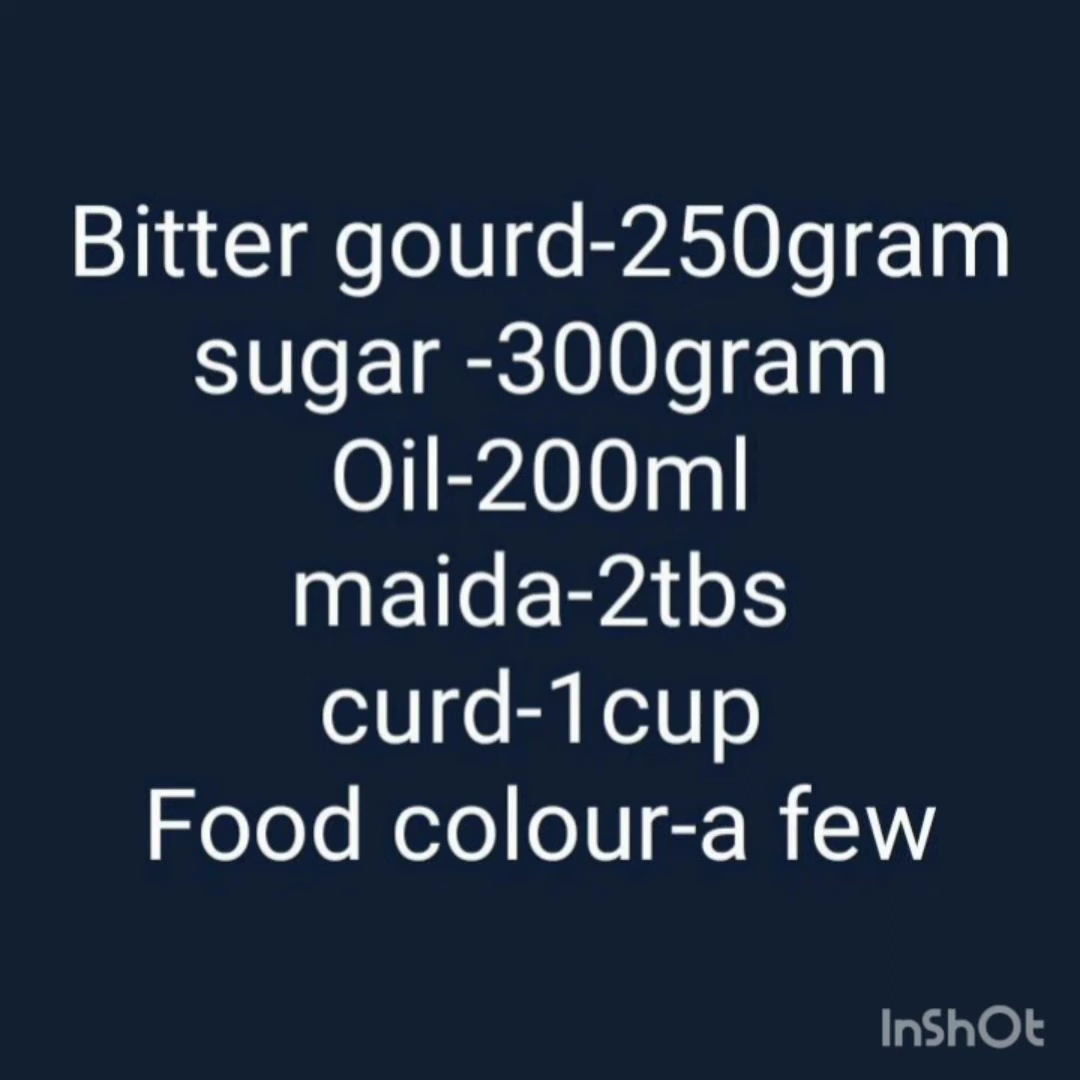 Bitter gourd-250gram
sugar -300gram
Oil-200ml
maida-2tbs
curd-1cup
Food colour-a few
InShOt